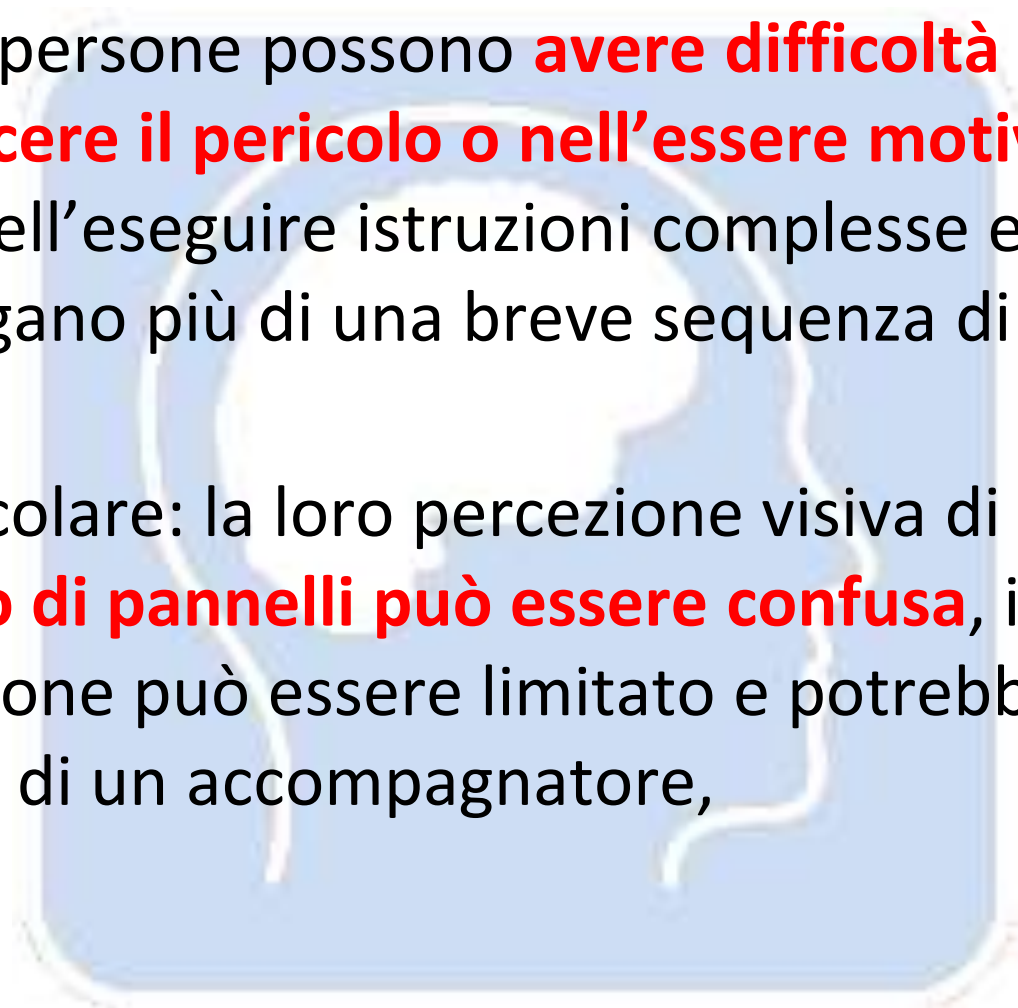 persone possono avere difficoltà
cere il pericolo o nell’essere motiv
ell’eseguire istruzioni complesse e
gano più di una breve sequenza di
colare: la loro percezione visiva di
o di pannelli può essere confusa, i
one può essere limitato e potrebb
di un accompagnatore,